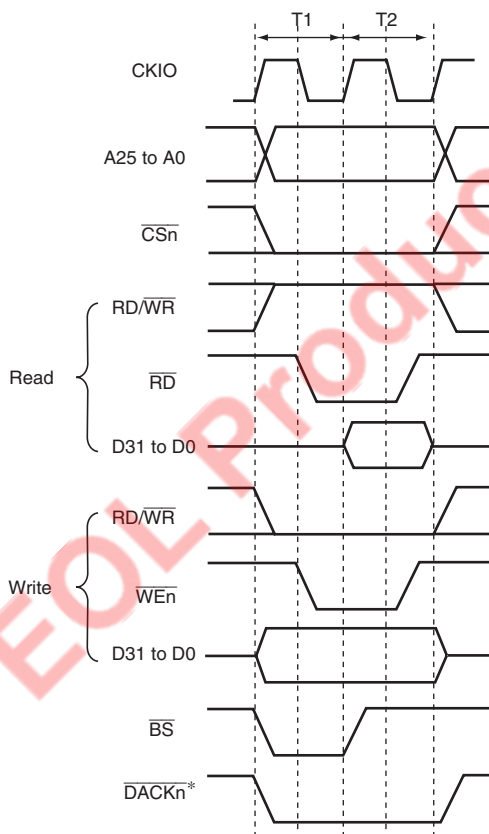 T1 T2
CKIO
A25 to A0
CSn
RD/WR
Read
RD
D31 to D0
RD/WR
Write
WEn
D31 to D0
BS
DACKn*
EOL Produc